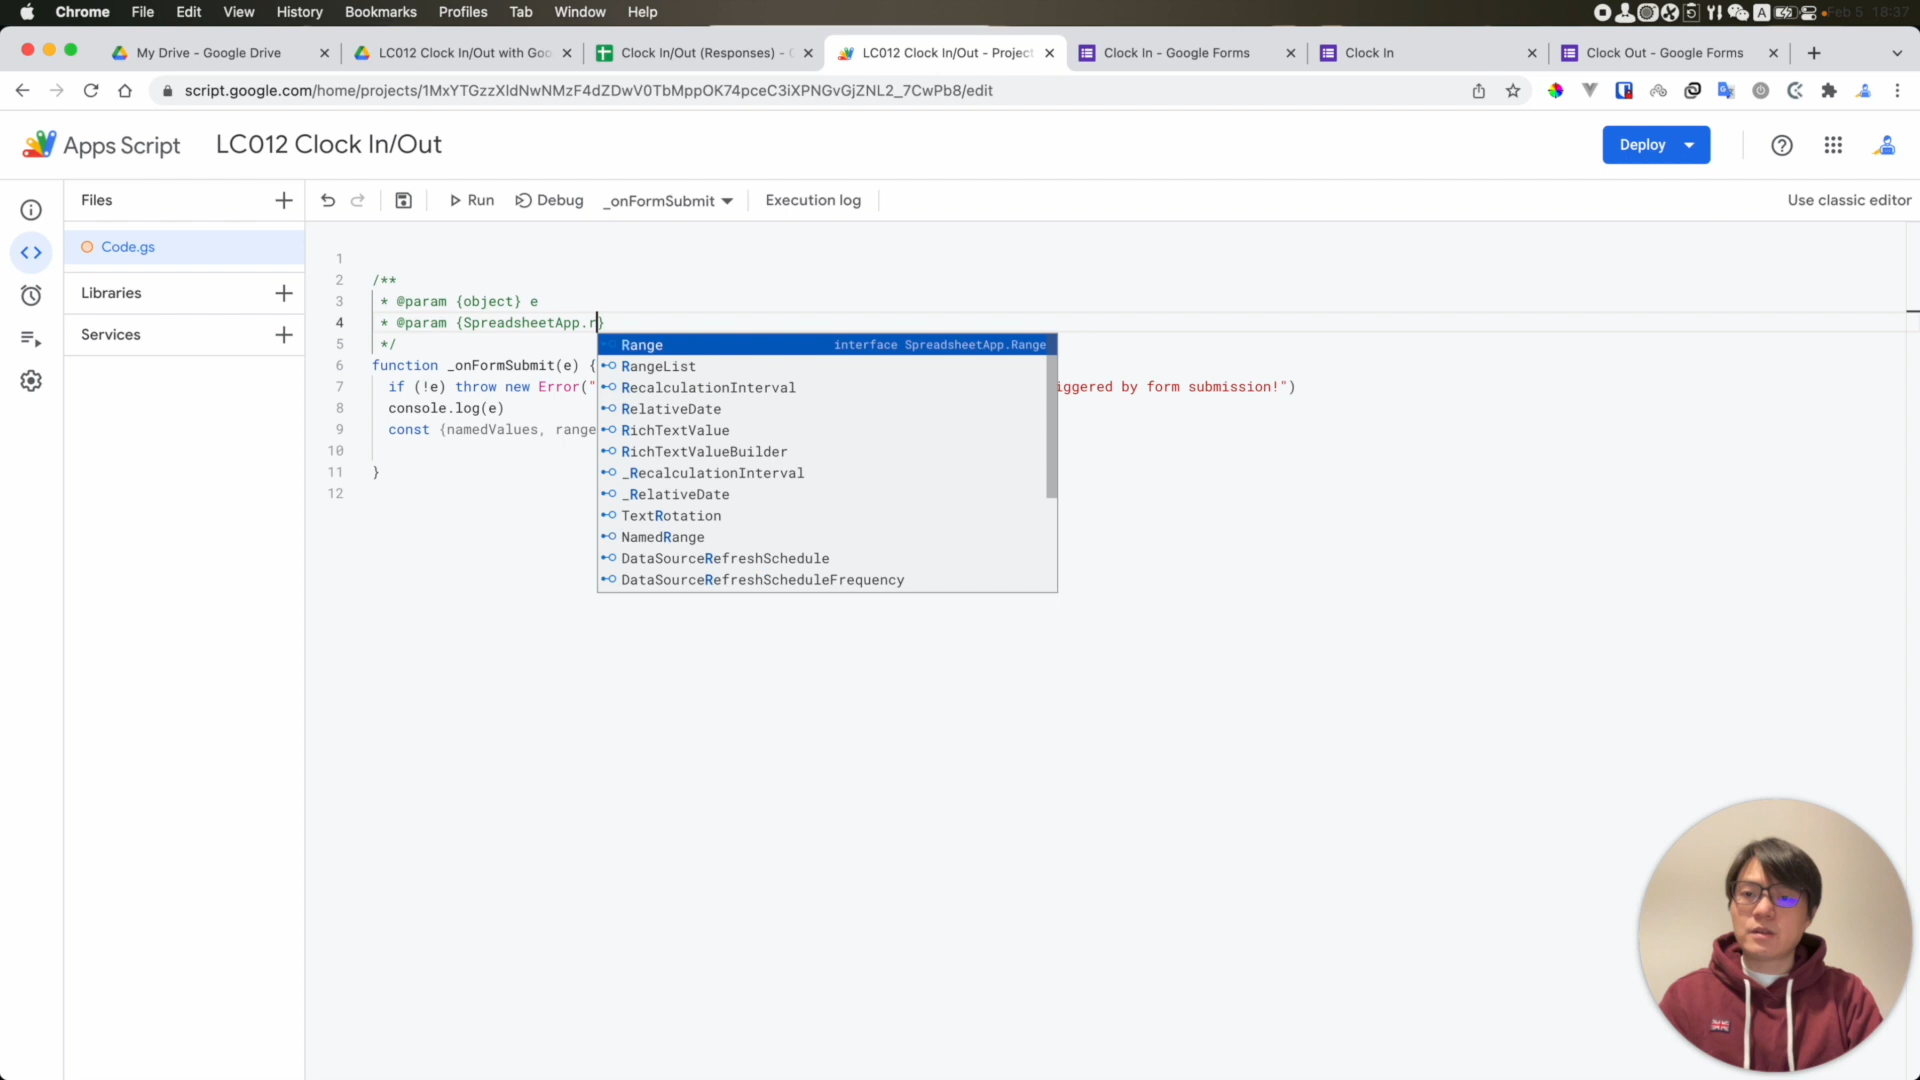 Chrome File Edit View History Bookmarks Profiles Tab Window Help Feb 5 18:37
My Drive - Google Drive LC012 Clock In/Out with Goo Clock In/Out (Responses) - G LC012 Clock In/Out - Project Clock In - Google Forms Clock In Clock Out - Google Forms
script.google.com/home/projects/1MxYTGzzXldNwNMzF4dZDwV0TbMppOK74pceC3iXPNGvGjZNL2_7CwPb8/edit
Apps Script LC012 Clock In/Out Deploy
Files Run Debug _onFormSubmit Execution log Use classic editor
Code.gs
Libraries
Services
1
2 /**
3 * @param {object} e
4 * @param {SpreadsheetApp.r}
5 */
6 function _onFormSubmit(e) {
7 if (!e) throw new Error(" iggered by form submission!")
8 console.log(e)
9 const {namedValues, range
10
11 }
12
Range interface SpreadsheetApp.Range
RangeList
RecalculationInterval
RelativeDate
RichTextValue
RichTextValueBuilder
_RecalculationInterval
_RelativeDate
TextRotation
NamedRange
DataSourceRefreshSchedule
DataSourceRefreshScheduleFrequency